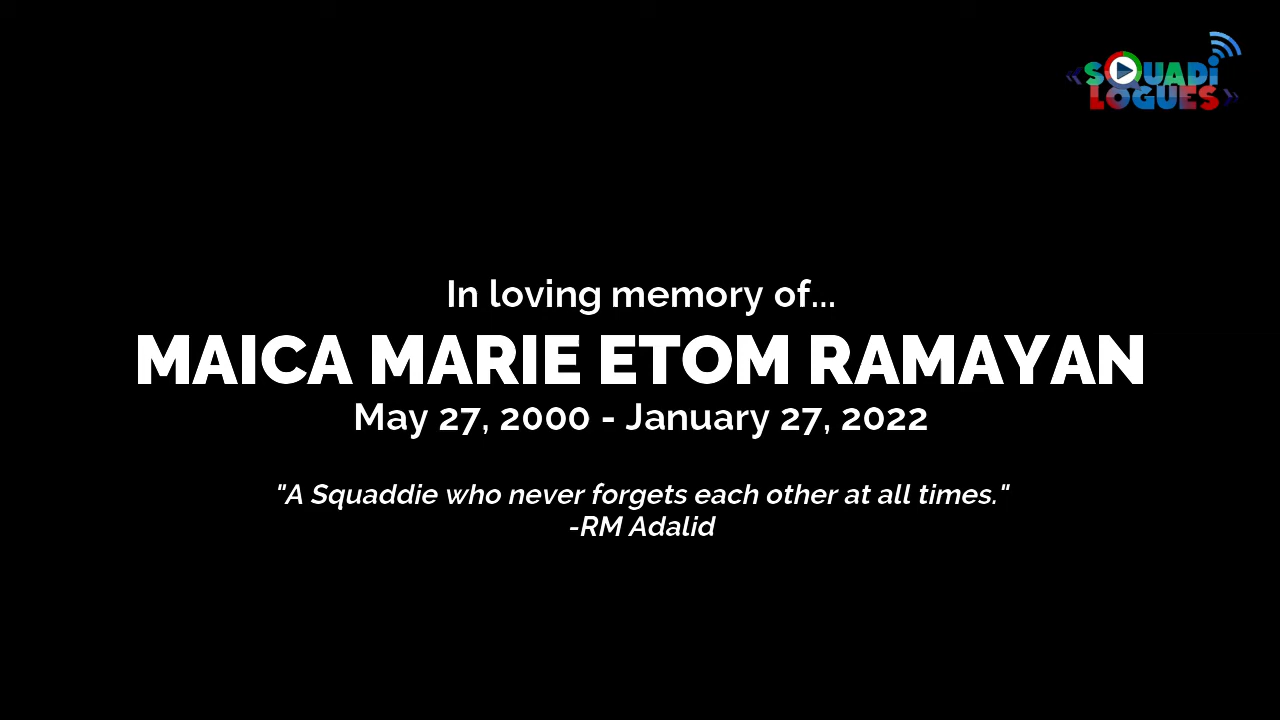 SQUADI
LOGUES
In loving memory of...
MAICA MARIE ETOM RAMAYAN
May 27, 2000 - January 27, 2022
"A Squaddie who never forgets each other at all times."
-RM Adalid